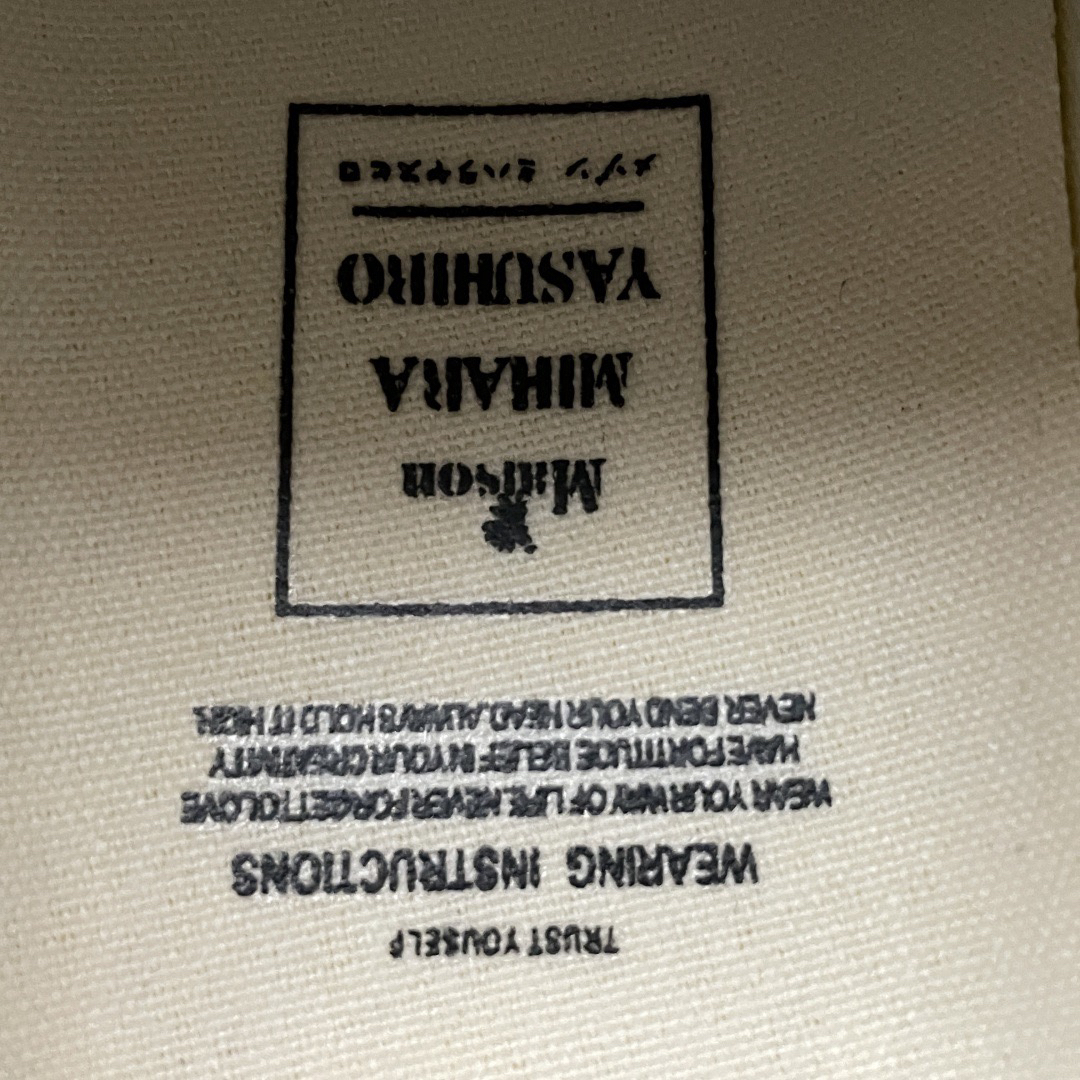 TRUST YOUSELF
WEARING INSTRUCTIONS
WEAR YOUR WAY OF LIFE, NEVER FORGET TO LOVE
HAVE FORTITUDE BELIEF IN YOUR CREATIVITY
NEVER BEND YOUR HEAD, ALWAYS HOLD IT HIGH.
Maison
MIHARA
YASUHIRO
メゾン ミハラヤスヒロ